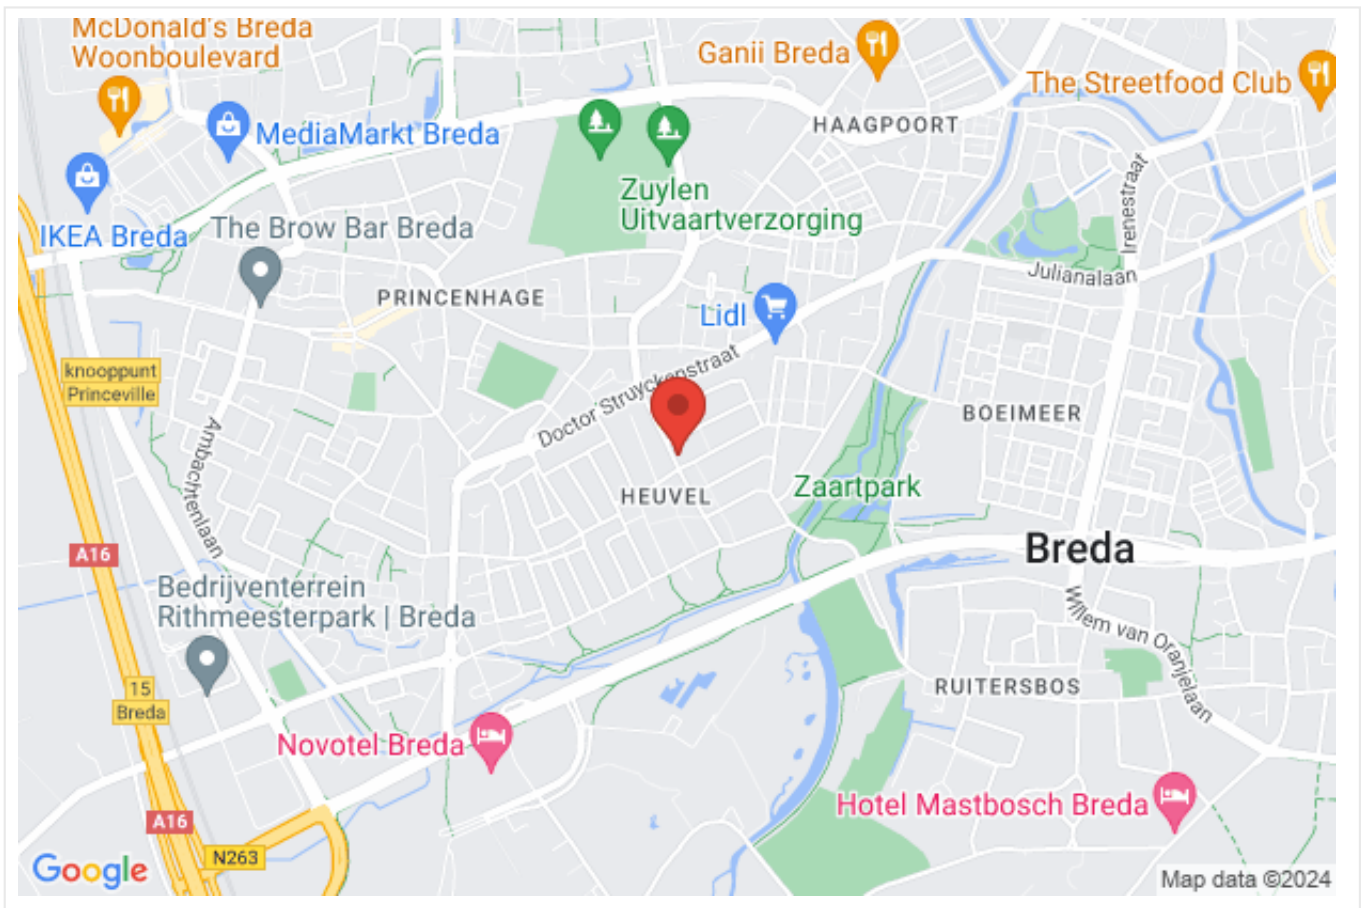 McDonald's Breda
Woonboulevard
Ganii Breda
The Streetfood Club
MediaMarkt Breda
HAAGPOORT
Zuylen
Uitvaartverzorging
Irenestraat
IKEA Breda
The Brow Bar Breda
Julianalaan
PRINCENHAGE
Lidl
knooppunt
Princeville
Doctor Struyckenstraat
BOEIMEER
Ambachtenlaan
HEUVEL
Zaartpark
A16
Breda
Bedrijventerrein
Rithmeesterpark | Breda
Willem van Oranjelaan
15
Breda
RUITERSBOS
Novotel Breda
Hotel Mastbosch Breda
A16
N263
Google
Map data ©2024